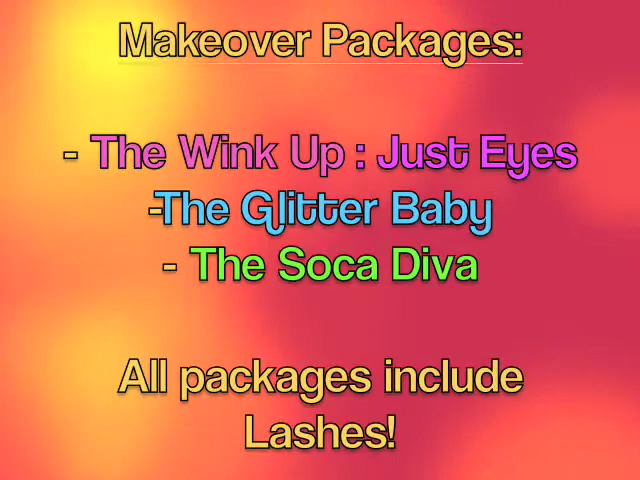 Makeover Packages:
- The Wink Up : Just Eyes
-The Glitter Baby
- The Soca Diva
All packages include
Lashes!